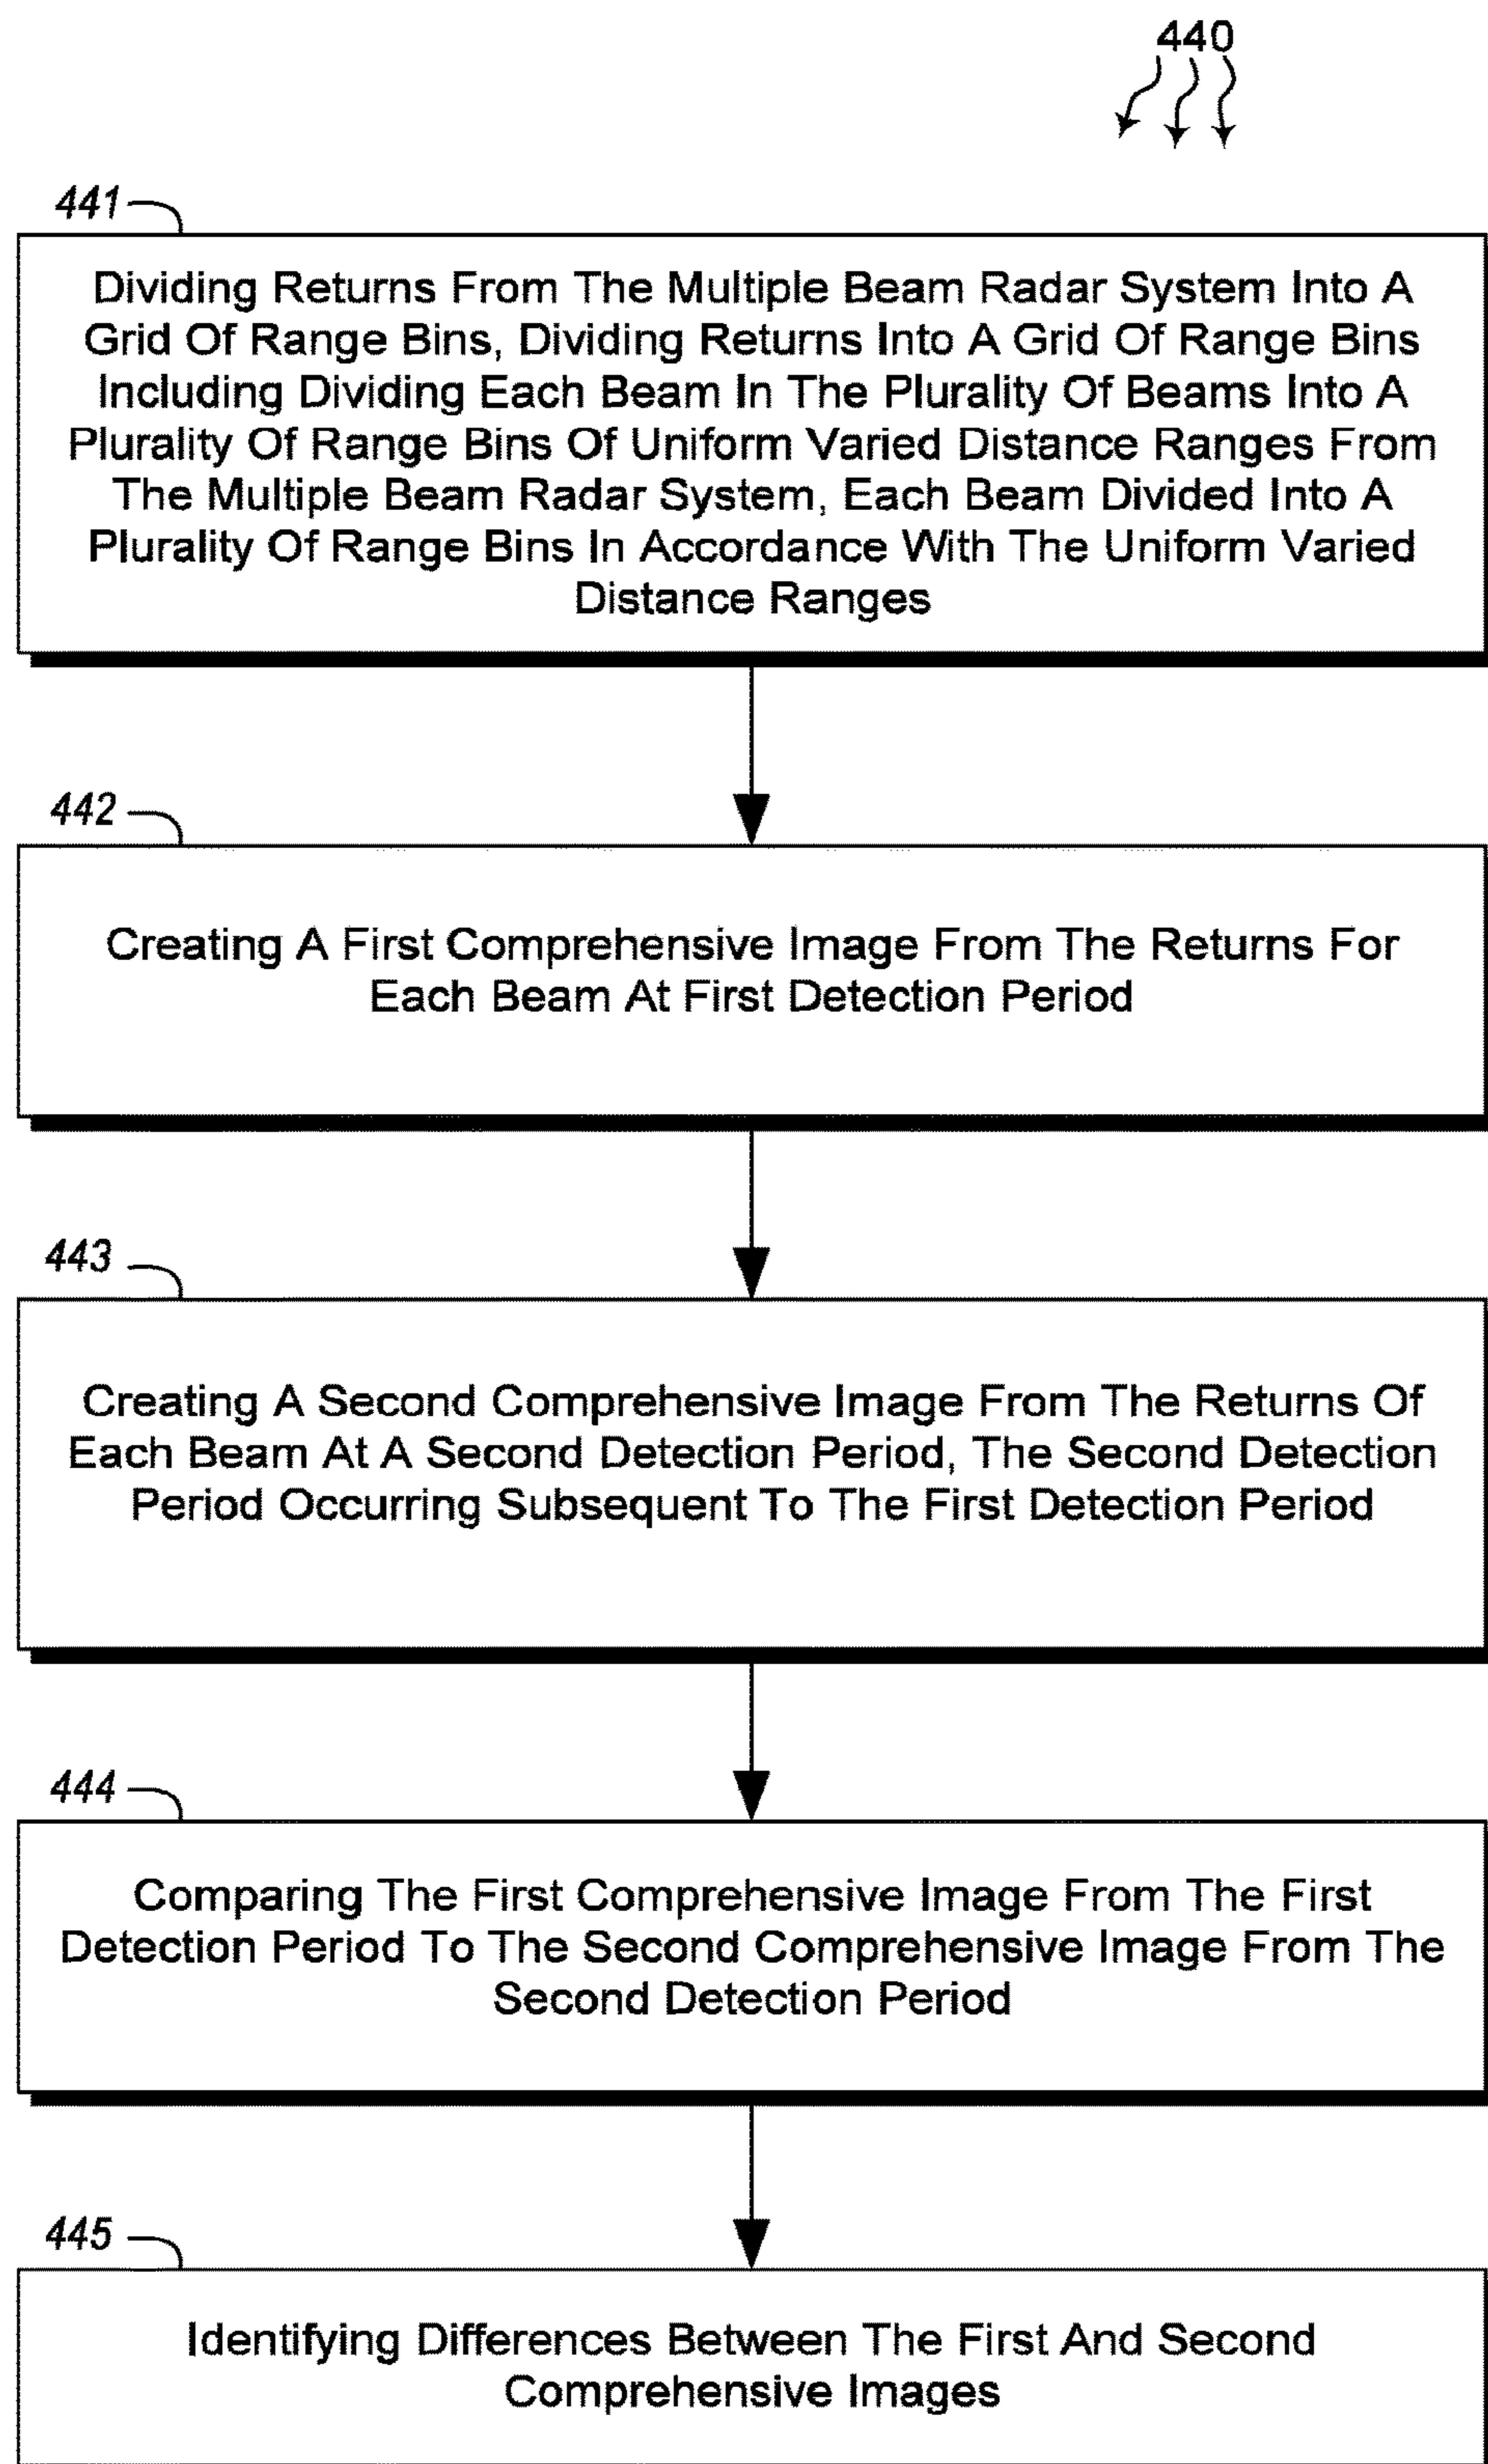 440
441
Dividing Returns From The Multiple Beam Radar System Into A
Grid Of Range Bins, Dividing Returns Into A Grid Of Range Bins
Including Dividing Each Beam In The Plurality Of Beams Into A
Plurality Of Range Bins Of Uniform Varied Distance Ranges From
The Multiple Beam Radar System, Each Beam Divided Into A
Plurality Of Range Bins In Accordance With The Uniform Varied
Distance Ranges
442
Creating A First Comprehensive Image From The Returns For
Each Beam At First Detection Period
443
Creating A Second Comprehensive Image From The Returns Of
Each Beam At A Second Detection Period, The Second Detection
Period Occurring Subsequent To The First Detection Period
444
Comparing The First Comprehensive Image From The First
Detection Period To The Second Comprehensive Image From The
Second Detection Period
445
Identifying Differences Between The First And Second
Comprehensive Images